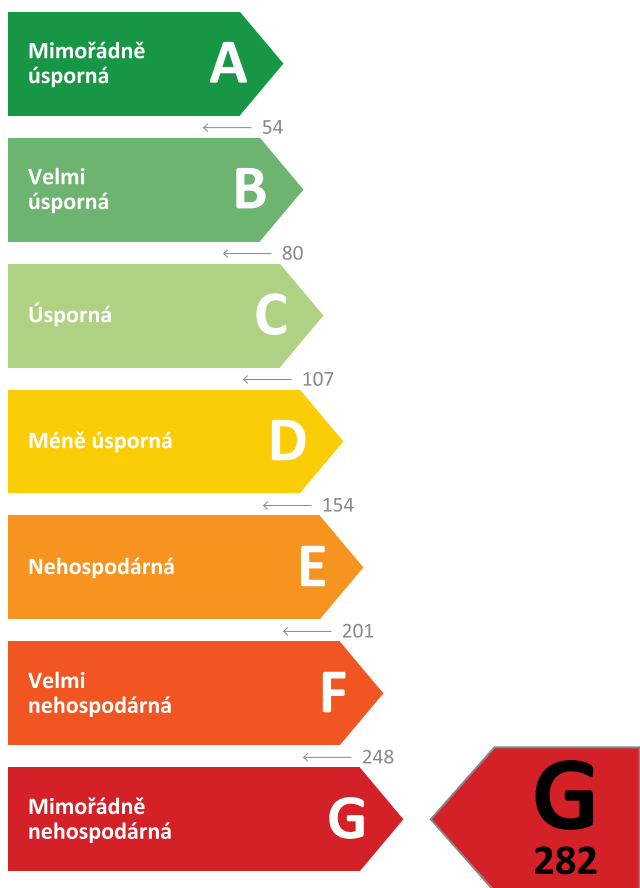 Mimořádně
úsporná
A
54
Velmi
úsporná
B
80
Úsporná
C
107
Méně úsporná
D
154
Nehospodárná
E
201
Velmi
nehospodárná
F
248
Mimořádně
nehospodárná
G
G
282